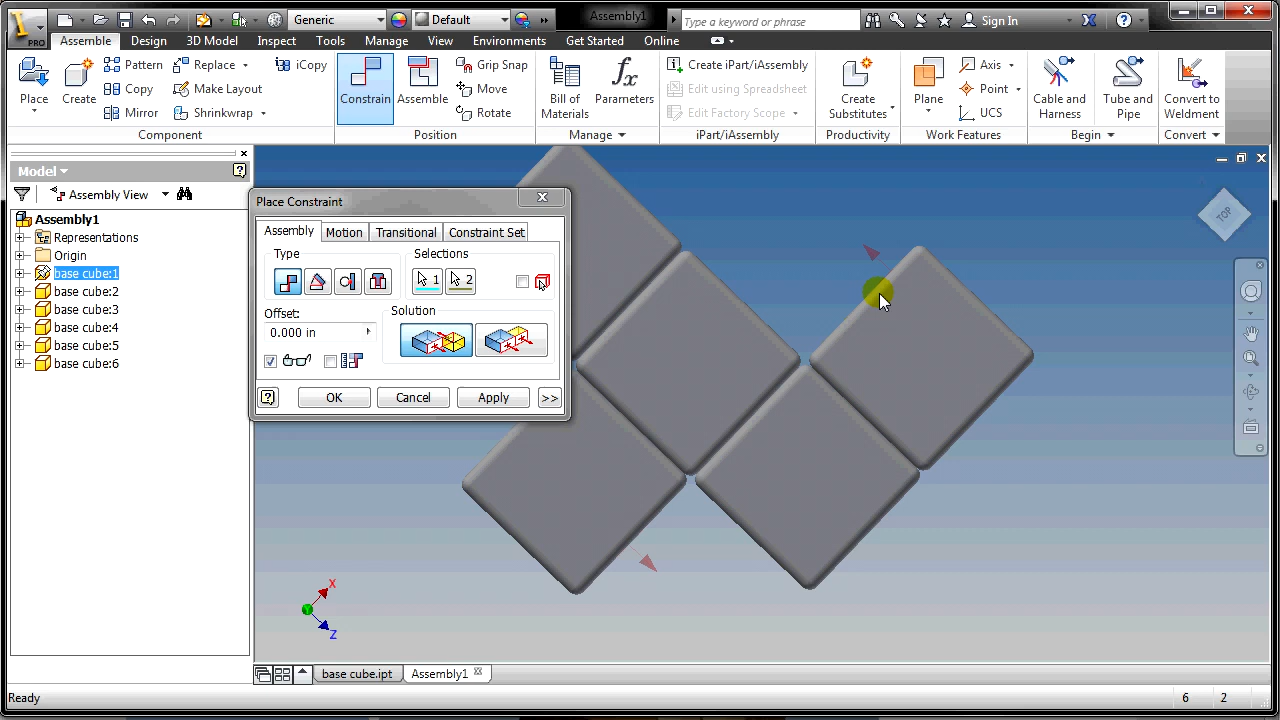 Generic Default Assembly1 Type a keyword or phrase Sign In
PRO Assemble Design 3D Model Inspect Tools Manage View Environments Get Started Online
Place
Create
Pattern
Copy
Mirror
Replace
Make Layout
Shrinkwrap
iCopy
Component
Constrain
Assemble
Grip Snap
Move
Rotate
Position
Bill of
Materials
Parameters
Manage
Create iPart/iAssembly
Edit using Spreadsheet
Edit Factory Scope
iPart/iAssembly
Create
Substitutes
Productivity
Plane
Axis
Point
UCS
Work Features
Cable and
Harness
Tube and
Pipe
Begin
Convert to
Weldment
Convert
Model
Assembly View
Assembly1
Representations
Origin
base cube:1
base cube:2
base cube:3
base cube:4
base cube:5
base cube:6
Place Constraint
Assembly Motion Transitional Constraint Set
Type Selections
1 2
Offset: Solution
0.000 in
OK Cancel Apply >>
TOP
X
Z
base cube.ipt Assembly1
Ready 6 2